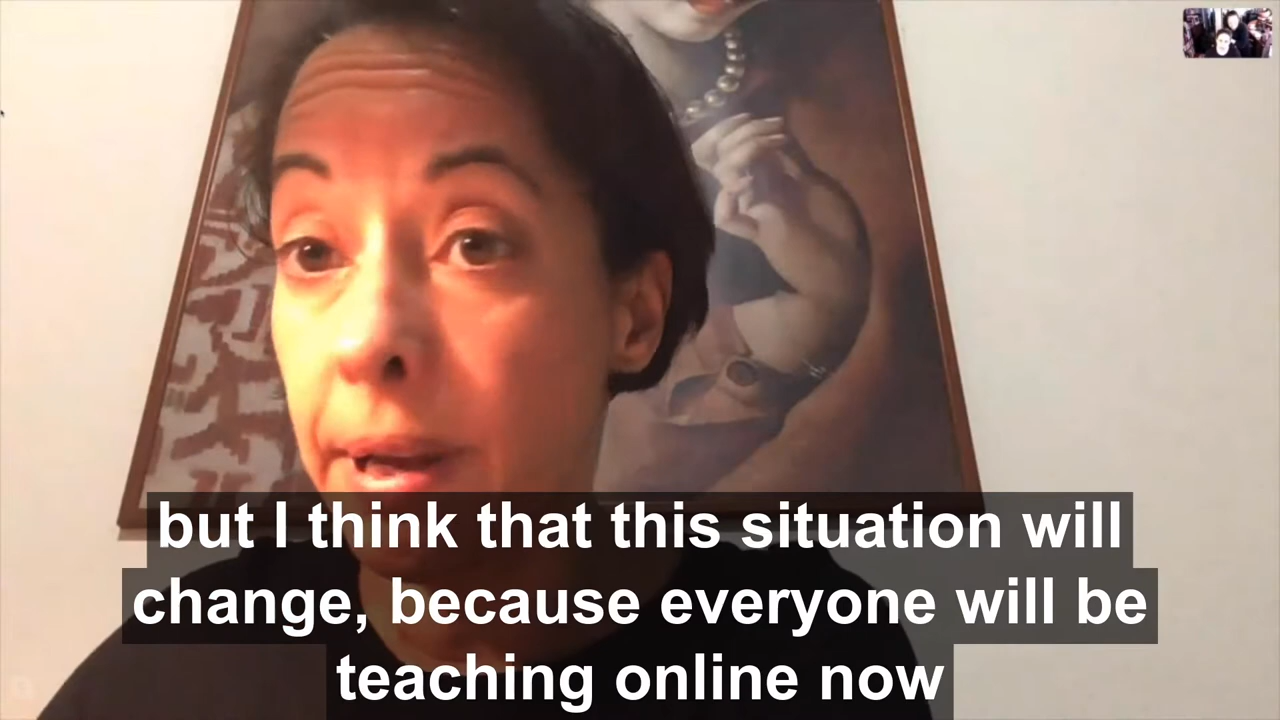 but I think that this situation will
change, because everyone will be
teaching online now